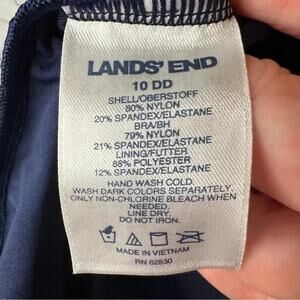 LANDS' END
10 DD
SHELL/OBERSTOFF
80% NYLON
20% SPANDEX/ELASTANE
BRA/BH
79% NYLON
21% SPANDEX/ELASTANE
LINING/FUTTER
88% POLYESTER
12% SPANDEX/ELASTANE
HAND WASH COLD.
WASH DARK COLORS SEPARATELY.
ONLY NON-CHLORINE BLEACH WHEN
NEEDED.
LINE DRY.
DO NOT IRON.
MADE IN VIETNAM
RN 62830